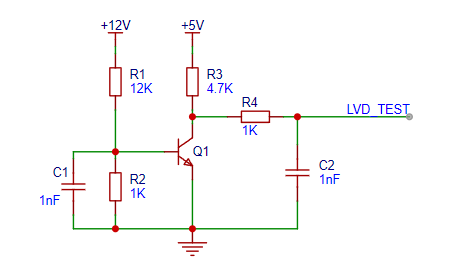 +12V +5V
R1 R3
12K 4.7K
R4 LVD_TEST
1K
Q1
C1 R2 C2
1nF 1K 1nF